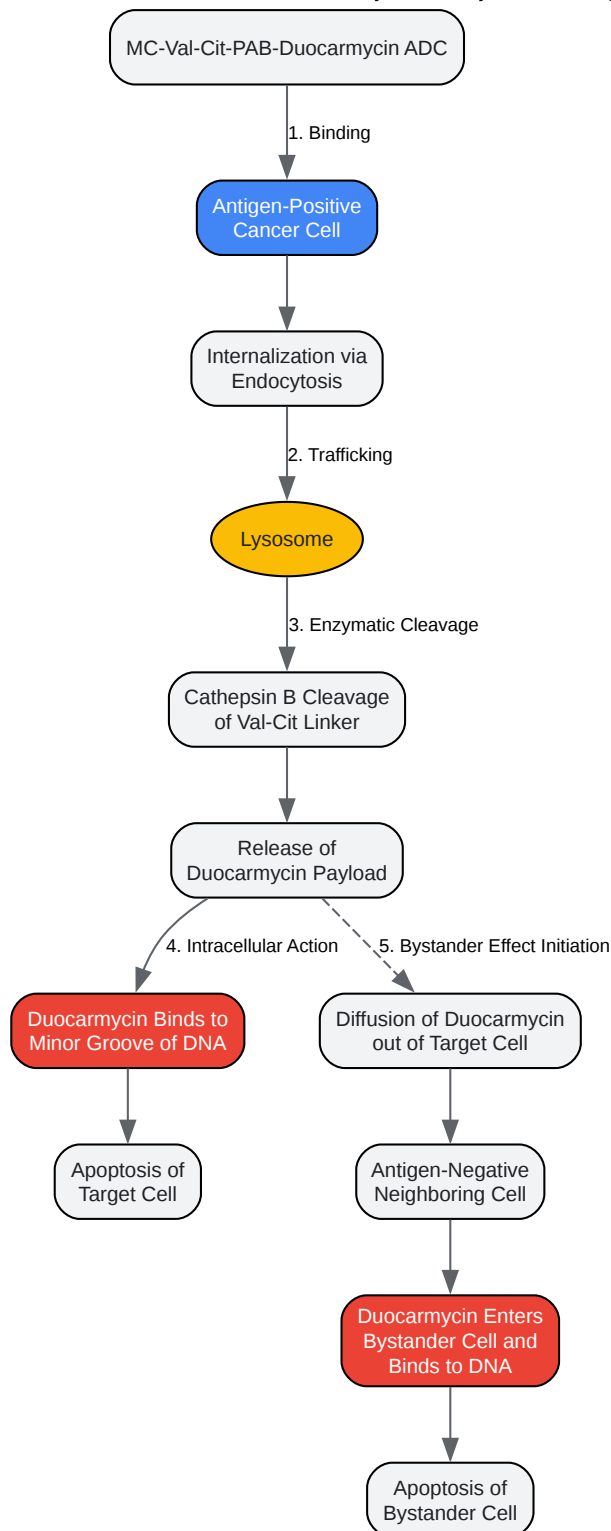 MC-Val-Cit-PAB-Duocarmycin ADC
1. Binding
Antigen-Positive
Cancer Cell
Internalization via
Endocytosis
2. Trafficking
Lysosome
3. Enzymatic Cleavage
Cathepsin B Cleavage
of Val-Cit Linker
Release of
Duocarmycin Payload
4. Intracellular Action
5. Bystander Effect Initiation
Duocarmycin Binds to
Minor Groove of DNA
Diffusion of Duocarmycin
out of Target Cell
Apoptosis of
Target Cell
Antigen-Negative
Neighboring Cell
Duocarmycin Enters
Bystander Cell and
Binds to DNA
Apoptosis of
Bystander Cell